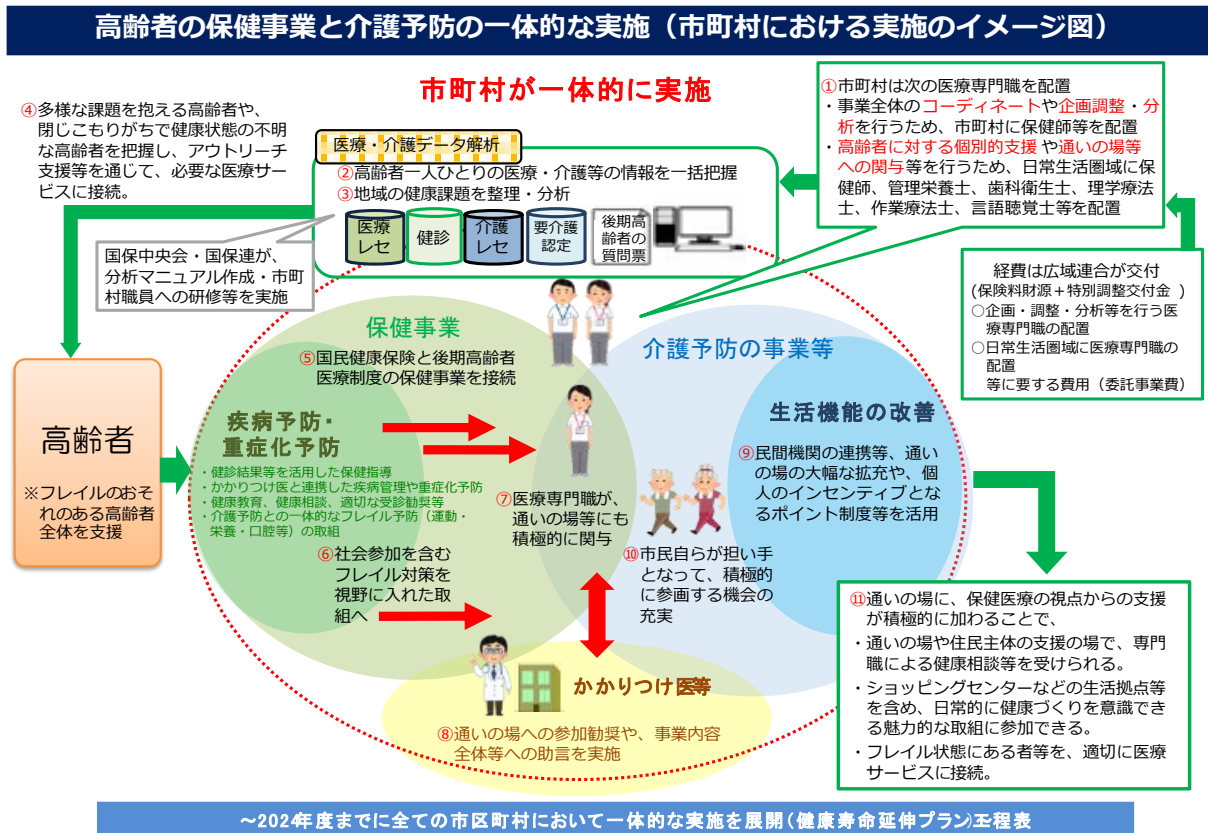 高齢者の保健事業と介護予防の一体的な実施（市町村における実施のイメージ図）
市町村が一体的に実施
①市町村は次の医療専門職を配置
・事業全体のコーディネートや企画調整・分
析を行うため、市町村に保健師等を配置
・高齢者に対する個別的支援や通いの場等
への関与等を行うため、日常生活圏域に保
健師、管理栄養士、歯科衛生士、理学療法
士、作業療法士、言語聴覚士等を配置
④多様な課題を抱える高齢者や、
閉じこもりがちで健康状態の不明
な高齢者を把握し、アウトリーチ
支援等を通じて、必要な医療サー
ビスに接続。
医療・介護データ解析
②高齢者一人ひとりの医療・介護等の情報を一括把握
③地域の健康課題を整理・分析
医療
レセ
健診
介護
レセ
要介護
認定
後期高
齢者の
質問票
国保中央会・国保連が、
分析マニュアル作成・市町
村職員への研修等を実施
経費は広域連合が交付
(保険料財源＋特別調整交付金 )
○企画・調整・分析等を行う医
療専門職の配置
○日常生活圏域に医療専門職の
配置
等に要する費用（委託事業費）
保健事業
⑤国民健康保険と後期高齢者
医療制度の保健事業を接続
介護予防の事業等
高齢者
※フレイルのおそ
れのある高齢者
全体を支援
疾病予防・
重症化予防
・健診結果等を活用した保健指導
・かかりつけ医と連携した疾病管理や重症化予防
・健康教育、健康相談、適切な受診勧奨等
・介護予防との一体的なフレイル予防（運動・
栄養・口腔等）の取組
⑥社会参加を含む
フレイル対策を
視野に入れた取
組へ
⑦医療専門職が、
通いの場等にも
積極的に関与
生活機能の改善
⑨民間機関の連携等、通い
の場の大幅な拡充や、個
人のインセンティブとな
るポイント制度等を活用
⑩市民自らが担い手
となって、積極的
に参画する機会の
充実
かかりつけ医等
⑧通いの場への参加勧奨や、事業内容
全体等への助言を実施
⑪通いの場に、保健医療の視点からの支援
が積極的に加わることで、
・通いの場や住民主体の支援の場で、専門
職による健康相談等を受けられる。
・ショッピングセンターなどの生活拠点等
を含め、日常的に健康づくりを意識でき
る魅力的な取組に参加できる。
・フレイル状態にある者等を、適切に医療
サービスに接続。
～2024年度までに全ての市区町村において一体的な実施を展開（健康寿命延伸プラン）工程表